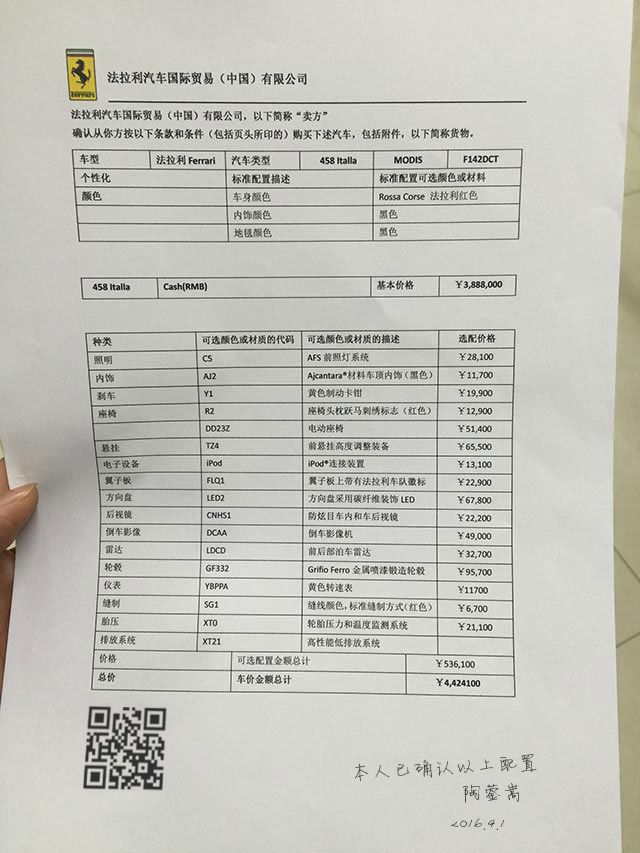 Ferrari
法拉利汽车国际贸易（中国）有限公司
法拉利汽车国际贸易（中国）有限公司，以下简称“卖方”
确认从你方按以下条款和条件（包括页头所印的）购买下述汽车，包括附件，以下简称货物。
车型 法拉利 Ferrari 汽车类型 458 Italla MODIS F142DCT
个性化 标准配置描述 标准配置可选颜色或材料
颜色 车身颜色 Rossa Corse 法拉利红色
内饰颜色 黑色
地毯颜色 黑色
458 Italla Cash(RMB) 基本价格 ￥3,888,000
种类 可选颜色或材质的代码 可选颜色或材质的描述 选配价格
照明 C5 AFS 前照灯系统 ￥28,100
内饰 AJ2 Ajcantara®材料车顶内饰（黑色） ￥11,700
刹车 Y1 黄色制动卡钳 ￥19,900
座椅 R2 座椅头枕跃马刺绣标志（红色） ￥12,900
DD23Z 电动座椅 ￥51,400
悬挂 TZ4 前悬挂高度调整装备 ￥65,500
电子设备 iPod iPod®连接装置 ￥13,100
翼子板 FLQ1 翼子板上带有法拉利车队徽标 ￥22,900
方向盘 LED2 方向盘采用碳纤维装饰 LED ￥67,800
后视镜 CNHS1 防炫目车内和车后视镜 ￥22,200
倒车影像 DCAA 倒车影像机 ￥49,000
雷达 LDCD 前后部泊车雷达 ￥32,700
轮毂 GF332 Grifio Ferro 金属喷漆锻造轮毂 ￥95,700
仪表 YBPPA 黄色转速表 ￥11700
缝制 SG1 缝线颜色，标准缝制方式（红色） ￥6,700
胎压 XT0 轮胎压力和温度监测系统 ￥21,100
排放系统 XT21 高性能低排放系统
价格 可选配置金额总计 ￥536,100
总价 车价金额总计 ￥4,424100
本人已确认以上配置
陶蓥嵩
2016.4.1